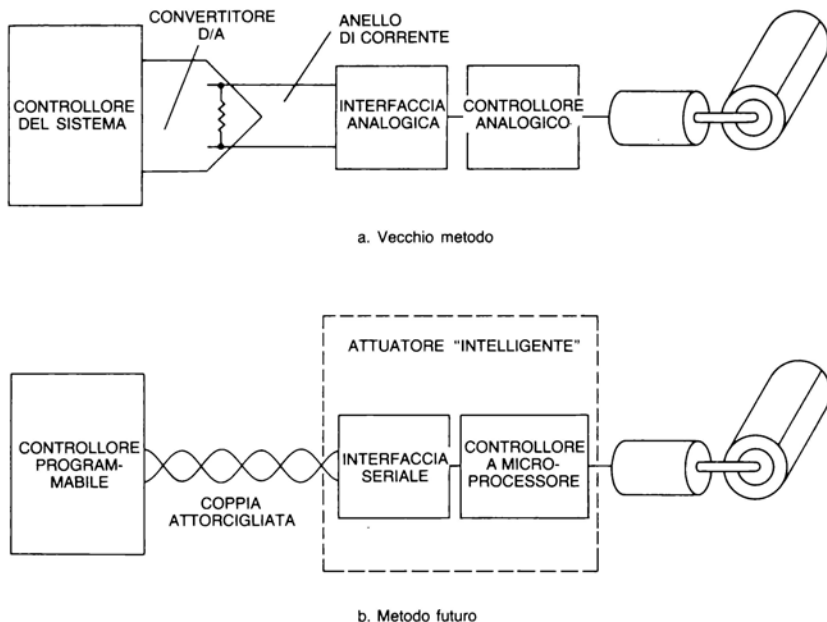 CONVERTITORE
D/A
ANELLO
DI CORRENTE
CONTROLLORE
DEL SISTEMA
INTERFACCIA
ANALOGICA
CONTROLLORE
ANALOGICO
a. Vecchio metodo
ATTUATORE "INTELLIGENTE"
CONTROLLORE
PROGRAM-
MABILE
COPPIA
ATTORCIGLIATA
INTERFACCIA
SERIALE
CONTROLLORE
A MICRO-
PROCESSORE
b. Metodo futuro